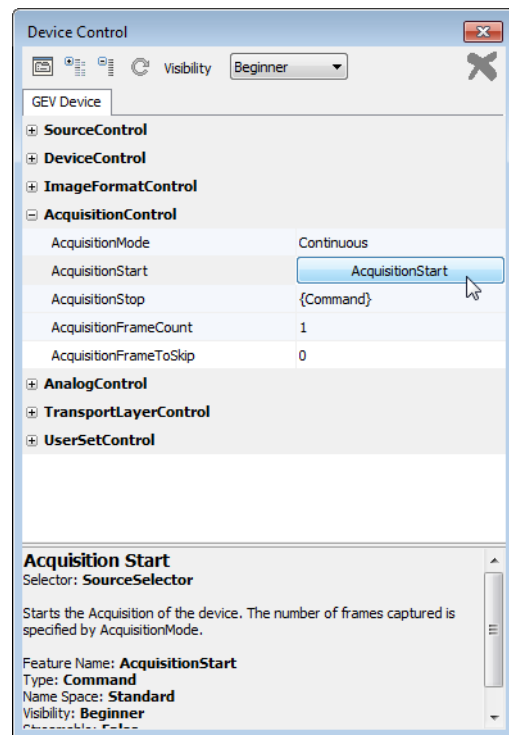 Device Control
Visibility Beginner
GEV Device
SourceControl
DeviceControl
ImageFormatControl
AcquisitionControl
AcquisitionMode Continuous
AcquisitionStart AcquisitionStart
AcquisitionStop {Command}
AcquisitionFrameCount 1
AcquisitionFrameToSkip 0
AnalogControl
TransportLayerControl
UserSetControl
Acquisition Start
Selector: SourceSelector
Starts the Acquisition of the device. The number of frames captured is
specified by AcquisitionMode.
Feature Name: AcquisitionStart
Type: Command
Name Space: Standard
Visibility: Beginner